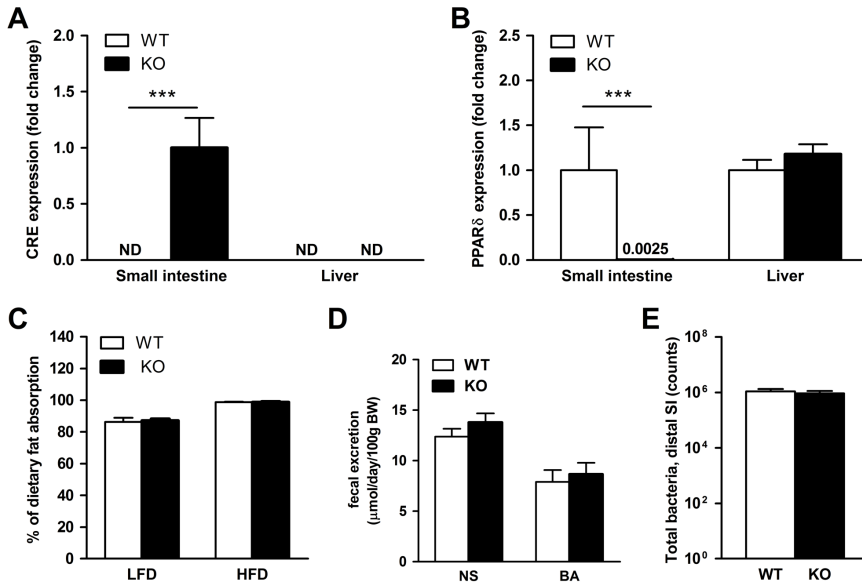 A
CRE expression (fold change)
2.0
1.5
1.0
0.5
0.0
WT
KO
***
ND
ND
ND
Small intestine
Liver
B
PPARδ expression (fold change)
2.5
2.0
1.5
1.0
0.5
0.0
WT
KO
***
0.0025
Small intestine
Liver
C
% of dietary fat absorption
140
120
100
80
60
40
20
0
WT
KO
LFD
HFD
D
fecal excretion
(μmol/day/100g BW)
20
15
10
5
0
WT
KO
NS
BA
E
Total bacteria, distal SI (counts)
10⁸
10⁶
10⁴
10²
10⁰
WT
KO